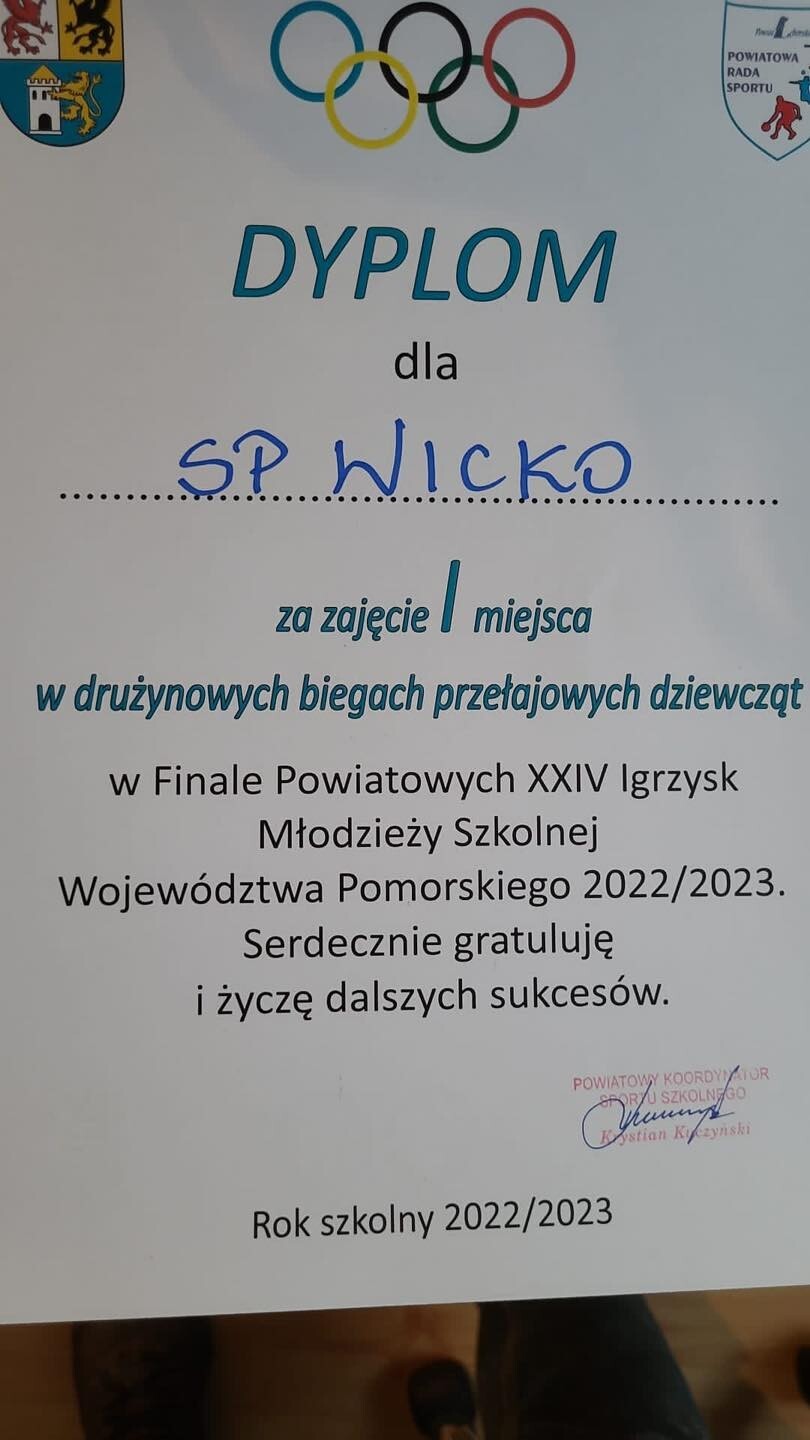 POWIATOWA
RADA
SPORTU
DYPLOM
dla
SP WICKO
za zajęcie I miejsca
w drużynowych biegach przełajowych dziewcząt
w Finale Powiatowych XXIV Igrzysk
Młodzieży Szkolnej
Województwa Pomorskiego 2022/2023.
Serdecznie gratuluję
i życzę dalszych sukcesów.
POWIATOWY KOORDYNATOR
SPORTU SZKOLNEGO
Krystian Kuczyński
Rok szkolny 2022/2023